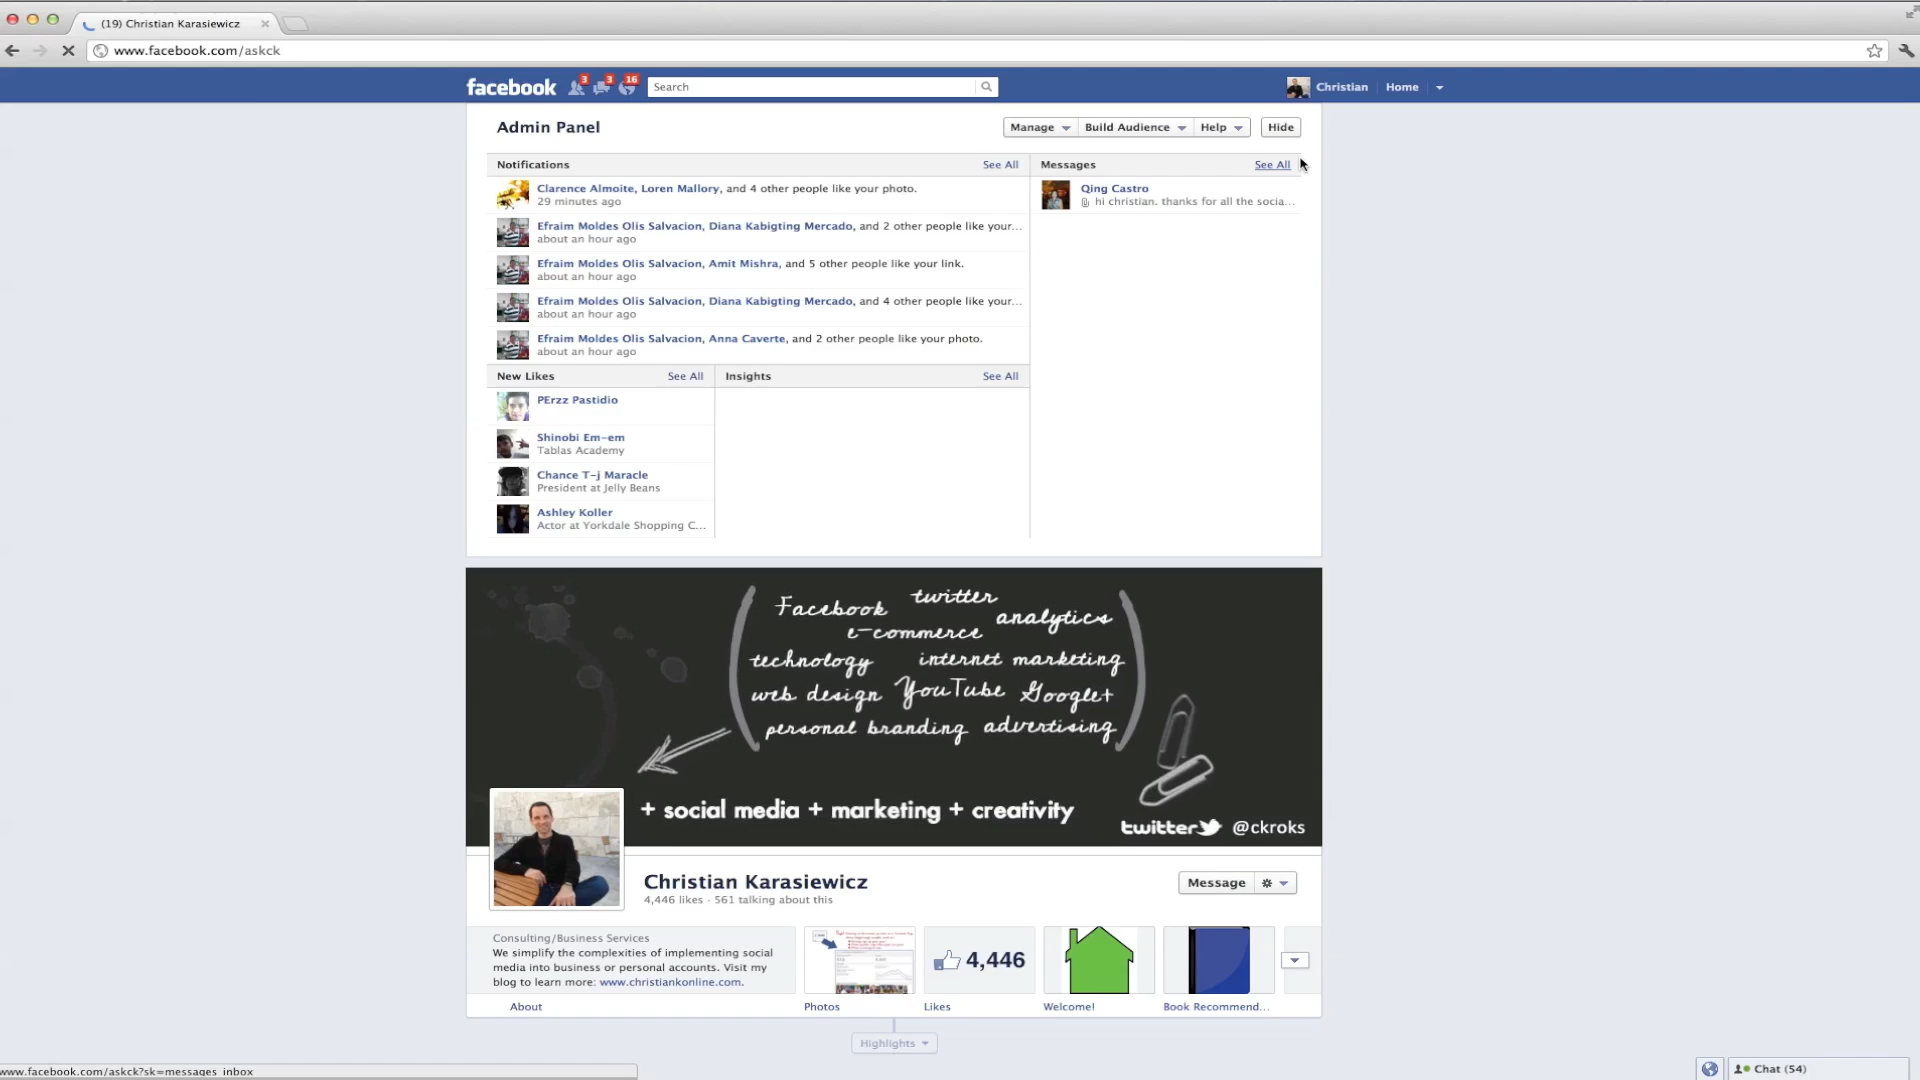 (19) Christian Karasiewicz
www.facebook.com/askck
facebook 3 3 16 Search Christian Home
Admin Panel Manage Build Audience Help Hide
Notifications See All
Clarence Almoite, Loren Mallory, and 4 other people like your photo.
29 minutes ago
Efraim Moldes Olis Salvacion, Diana Kabigting Mercado, and 2 other people like your...
about an hour ago
Efraim Moldes Olis Salvacion, Amit Mishra, and 5 other people like your link.
about an hour ago
Efraim Moldes Olis Salvacion, Diana Kabigting Mercado, and 4 other people like your...
about an hour ago
Efraim Moldes Olis Salvacion, Anna Caverte, and 2 other people like your photo.
about an hour ago
Messages See All
Qing Castro
hi christian. thanks for all the socia...
New Likes See All
PErzz Pastidio
Shinobi Em-em
Tablas Academy
Chance T-j Maracle
President at Jelly Beans
Ashley Koller
Actor at Yorkdale Shopping C...
Insights See All
Facebook twitter
e-commerce analytics
technology internet marketing
web design YouTube Google+
personal branding advertising
+ social media + marketing + creativity
twitter @ckroks
Christian Karasiewicz
4,446 likes · 561 talking about this
Message
Consulting/Business Services
We simplify the complexities of implementing social
media into business or personal accounts. Visit my
blog to learn more: www.christiankonline.com.
4,446
About Photos Likes Welcome! Book Recommend...
Highlights
www.facebook.com/askck?sk=messages_inbox
Chat (54)